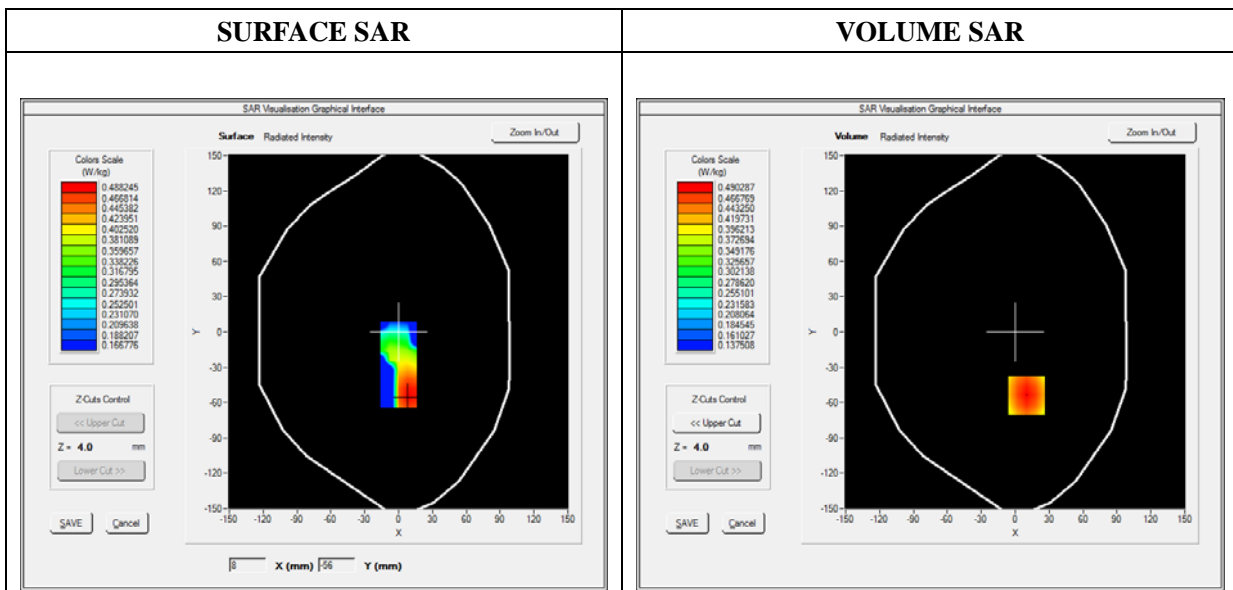 SURFACE SAR
VOLUME SAR
SAR Visualisation Graphical Interface
Surface Radiated Intensity
Zoom In/Out
Colors Scale
(W/kg)
0.488245
0.466814
0.445382
0.423951
0.402520
0.381089
0.359657
0.338226
0.316795
0.295364
0.273932
0.252501
0.231070
0.209638
0.188207
0.166776
Z-Cuts Control
<< Upper Cut
Z = 4.0 mm
Lower Cut >>
SAVE Cancel
150
120
90
60
30
0
-30
-60
-90
-120
-150
Y
-150 -120 -90 -60 -30 0 30 60 90 120 150
X
8 X (mm) -56 Y (mm)
SAR Visualisation Graphical Interface
Volume Radiated Intensity
Zoom In/Out
Colors Scale
(W/kg)
0.490287
0.466769
0.443250
0.419731
0.396213
0.372694
0.349176
0.325657
0.302138
0.278620
0.255101
0.231583
0.208064
0.184545
0.161027
0.137508
Z-Cuts Control
<< Upper Cut
Z = 4.0 mm
Lower Cut >>
SAVE Cancel
150
120
90
60
30
0
-30
-60
-90
-120
-150
Y
-150 -120 -90 -60 -30 0 30 60 90 120 150
X